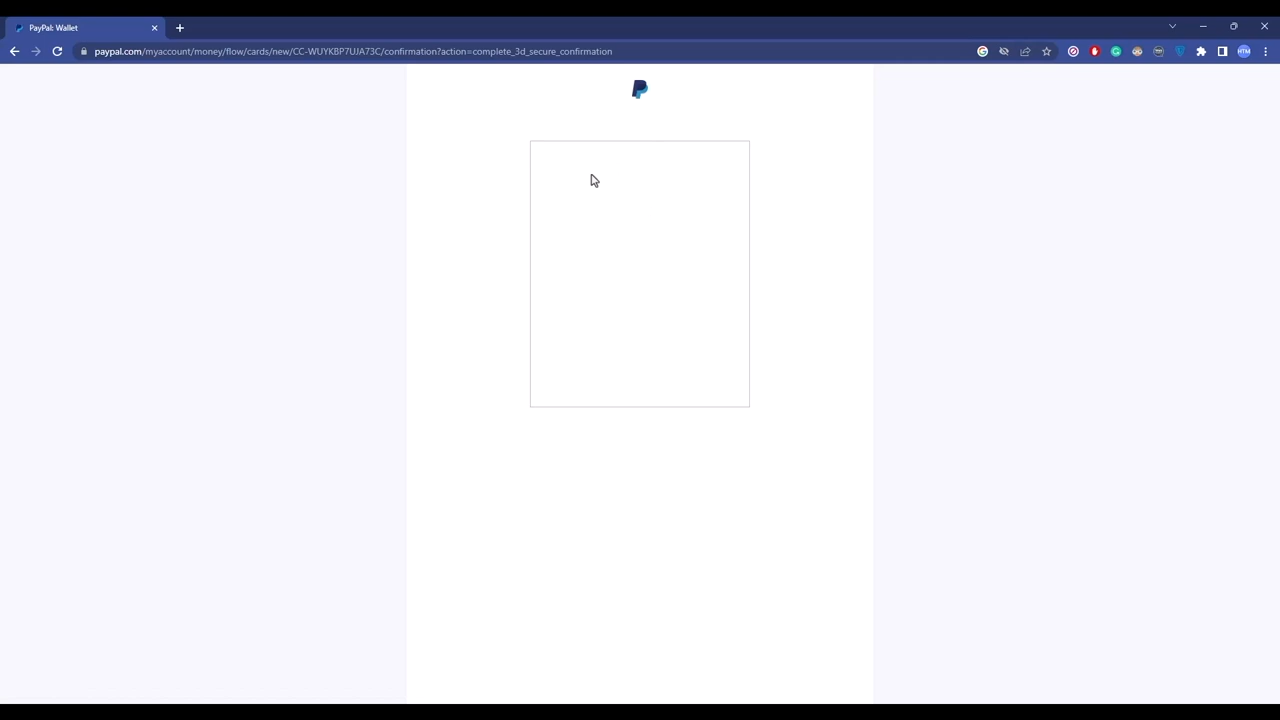 PayPal: Wallet
paypal.com/myaccount/money/flow/cards/new/CC-WUYKBP7UJA73C/confirmation?action=complete_3d_secure_confirmation